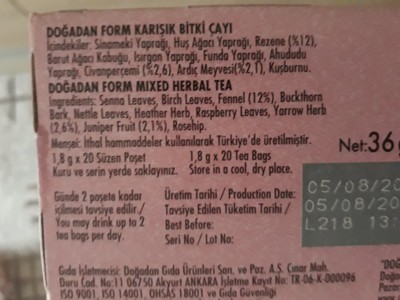 DOĞADAN FORM KARIŞIK BİTKİ ÇAYI
İçindekiler: Sinameki Yaprağı, Huş Ağacı Yaprağı, Rezene (%12),
Barut Ağacı Kabuğu, Isırgan Yaprağı, Funda Yaprağı, Ahududu
Yaprağı, Civanperçemi (%2,6), Ardıç Meyvesi(%2,1), Kuşburnu.
DOĞADAN FORM MIXED HERBAL TEA
Ingredients: Senna Leaves, Birch Leaves, Fennel (12%), Buckthorn
Bark, Nettle Leaves, Heather Herb, Raspberry Leaves, Yarrow Herb
(2,6%), Juniper Fruit (2,1%), Rosehip.
Menşei: İthal hammaddeler kullanılarak Türkiye'de üretilmiştir.
1,8 g x 20 Süzen Poşet 1,8 g x 20 Tea Bags
Kuru ve serin yerde saklayınız. Store in a cool, dry place.
Net:36
Günde 2 poşete kadar
içilmesi tavsiye edilir./
You may drink up to 2
tea bags per day.
Üretim Tarihi / Production Date:
Tavsiye Edilen Tüketim Tarihi /
Best Before:
Seri No / Lot No:
05/08/20
05/08/20
L218
Gıda İşletmecisi: Doğadan Gıda Ürünleri San. ve Paz. A.Ş. Çınar Mah.
Duru Cad. No:11 06750 Akyurt ANKARA İşletme Kayıt No: TR-06-K-000096
ISO 9001, ISO 14001, OHSAS 18001 ve Gıda Güvenliği